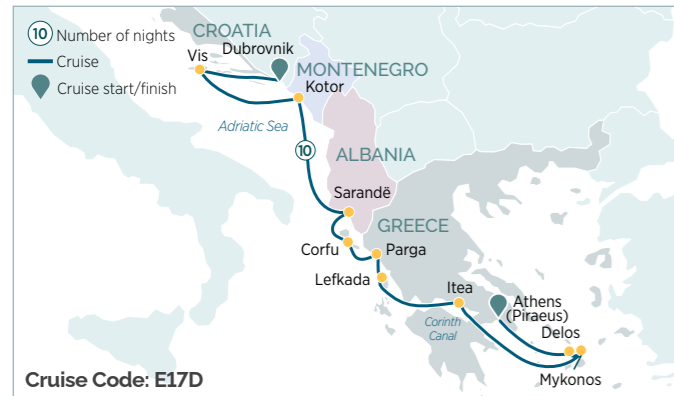 10 Number of nights
Cruise
Cruise start/finish
CROATIA
Dubrovnik
Vis
MONTENEGRO
Kotor
Adriatic Sea
10
ALBANIA
Sarandë
GREECE
Corfu
Parga
Lefkada
Itea
Athens
(Piraeus)
Corinth
Canal
Delos
Mykonos
Cruise Code: E17D